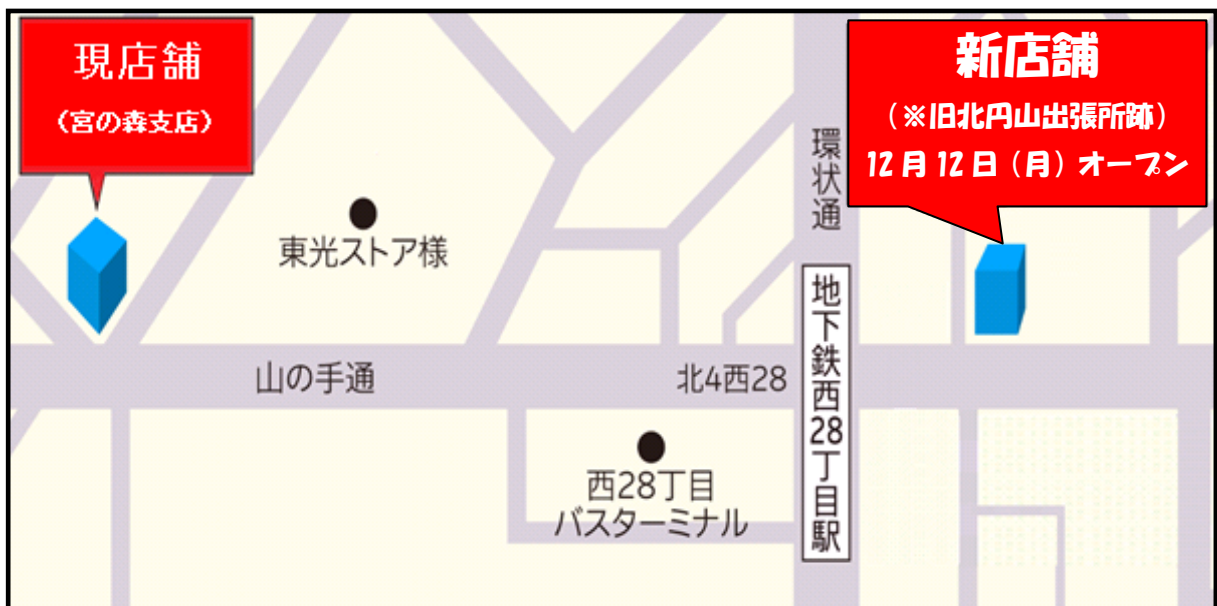 現店舗
（宮の森支店）
新店舗
（※旧北円山出張所跡）
12月12日（月）オープン
環状通
東光ストア様
地下鉄西28丁目駅
山の手通
北4西28
西28丁目
バスターミナル